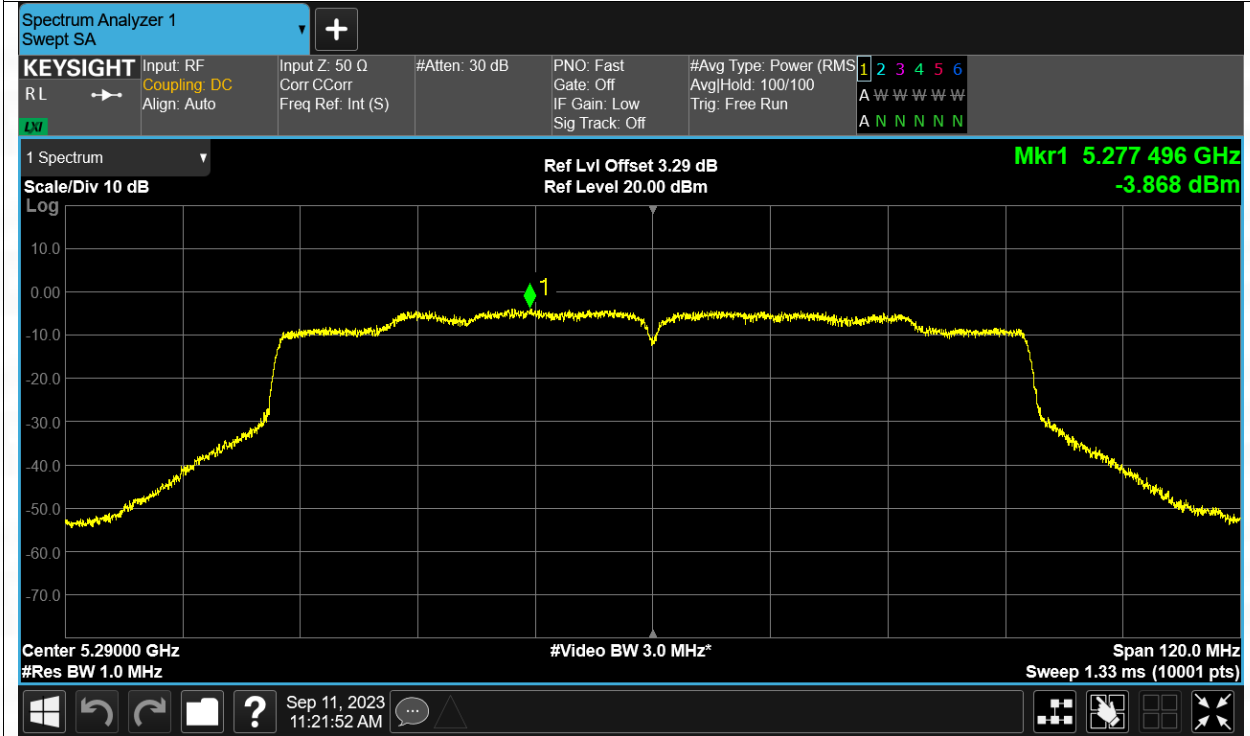 Spectrum Analyzer 1
Swept SA
+
KEYSIGHT
R L
LXI
Input: RF
Coupling: DC
Align: Auto
Input Z: 50 Ω
Corr CCorr
Freq Ref: Int (S)
#Atten: 30 dB
PNO: Fast
Gate: Off
IF Gain: Low
Sig Track: Off
#Avg Type: Power (RMS
Avg|Hold: 100/100
Trig: Free Run
1 2 3 4 5 6
A W W W W W
A N N N N N
1 Spectrum
Scale/Div 10 dB
Log
Ref Lvl Offset 3.29 dB
Ref Level 20.00 dBm
Mkr1 5.277 496 GHz
-3.868 dBm
10.0
0.00
-10.0
-20.0
-30.0
-40.0
-50.0
-60.0
-70.0
1
Center 5.29000 GHz
#Res BW 1.0 MHz
#Video BW 3.0 MHz*
Span 120.0 MHz
Sweep 1.33 ms (10001 pts)
?
Sep 11, 2023
11:21:52 AM